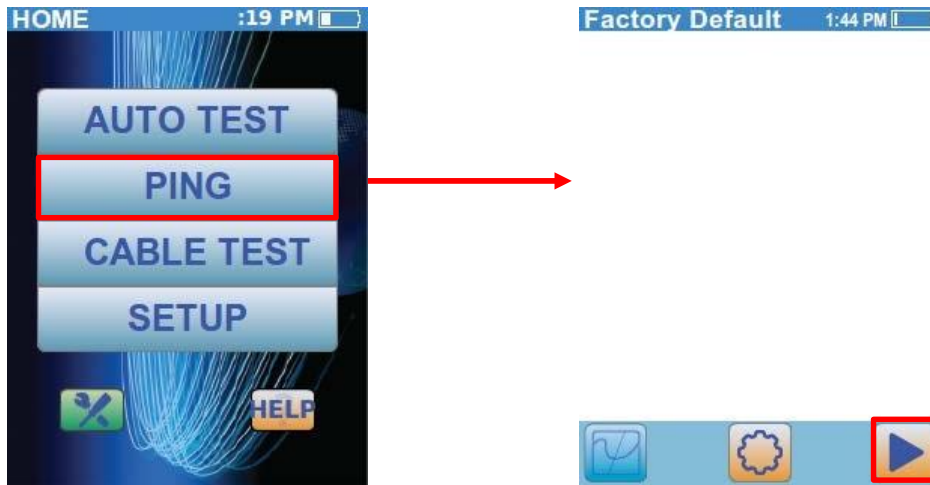 HOME :19 PM
AUTO TEST
PING
CABLE TEST
SETUP
HELP
Factory Default 1:44 PM